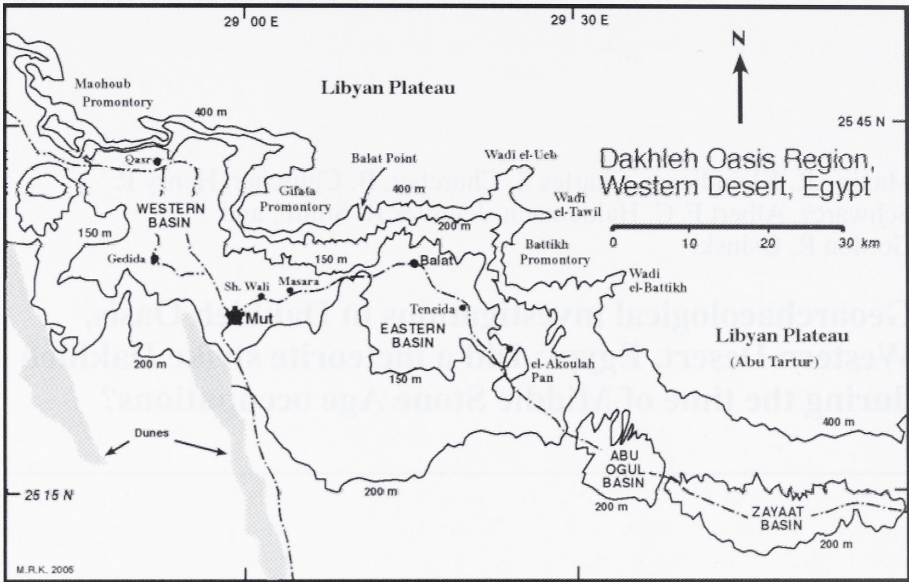 29 00 E
29 30 E
N
Maohoub
Promontory
Libyan Plateau
400 m
25 45 N
Qasr
Balat Point
Wadi el-Ueb
Dakhleh Oasis Region,
Western Desert, Egypt
Gifata
Promontory
400 m
Wadi
el-Tawil
WESTERN
BASIN
200 m
0 10 20 30 km
150 m
Battikh
Promontory
150 m
Gedida
Balat
Wadi
el-Battikh
Sh. Wali
Masara
Teneida
Mut
EASTERN
BASIN
Libyan Plateau
(Abu Tartur)
200 m
el-Akoulah
Pan
150 m
400 m
Dunes
ABU
OGUL
BASIN
25 15 N
200 m
200 m
ZAYAAT
BASIN
200 m
M.R.K. 2005